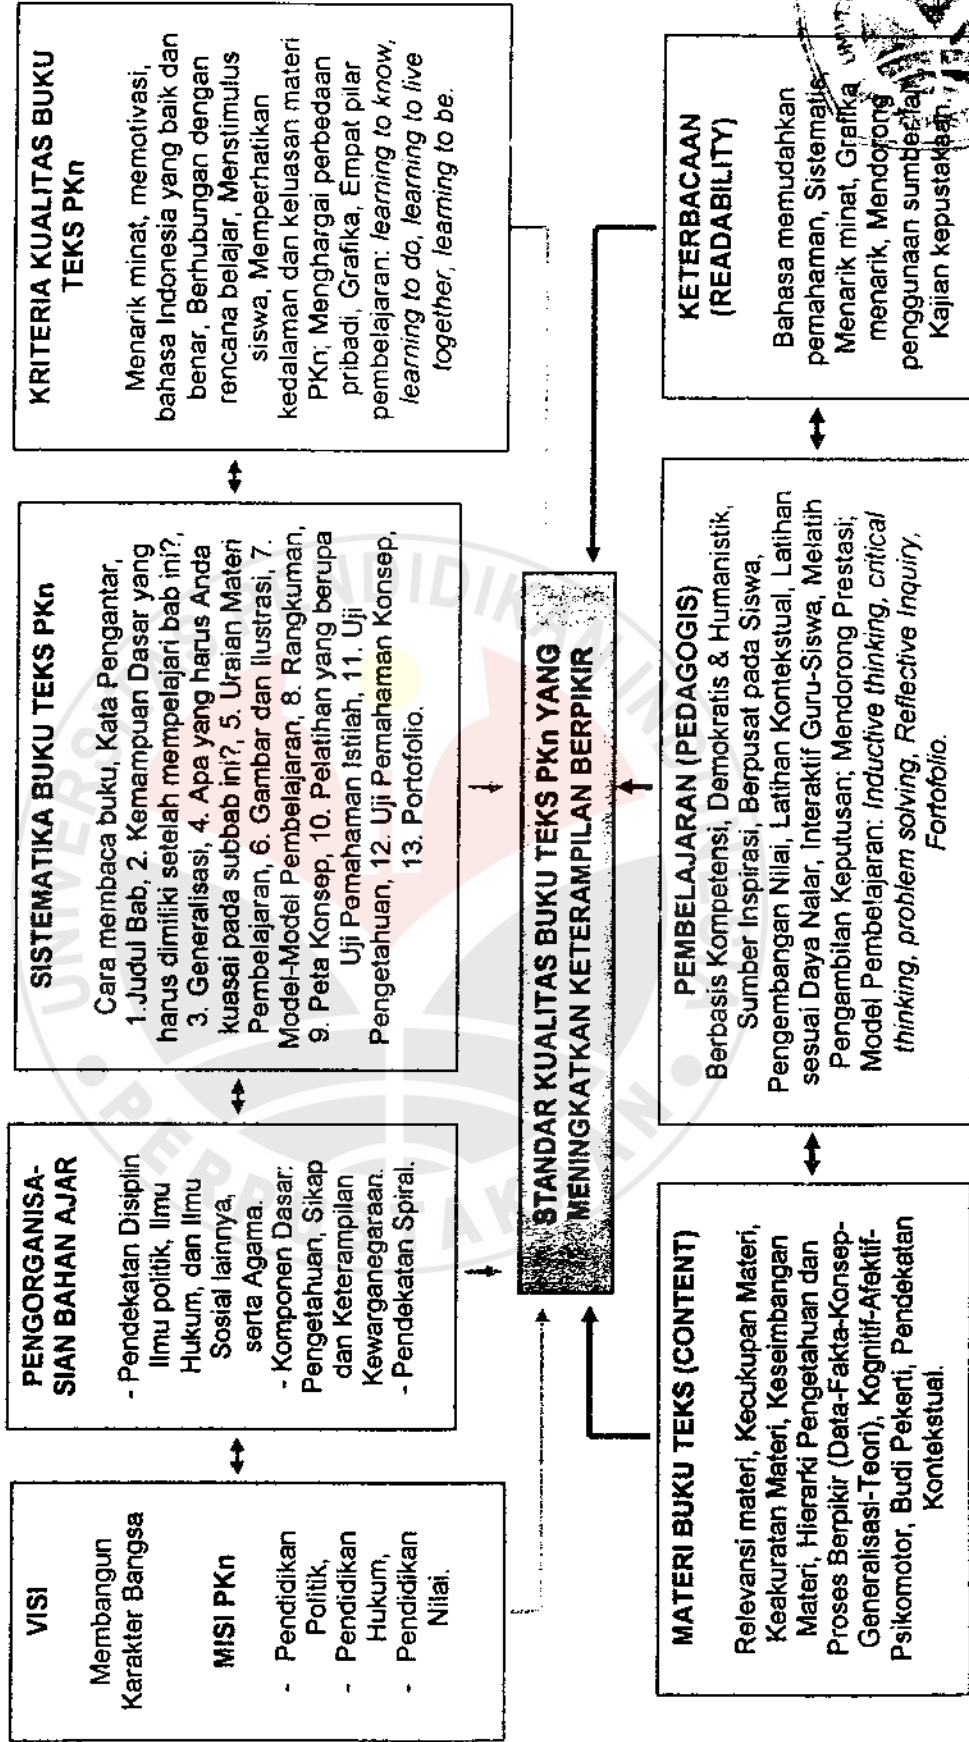 VISI
Membangun
Karakter Bangsa
MISI PKn
- Pendidikan
Politik,
- Pendidikan
Hukum,
- Pendidikan
Nilai.
PENGORGANISA-
SIAN BAHAN AJAR
- Pendekatan Disiplin
Ilmu politik, Ilmu
Hukum, dan Ilmu
Sosial lainnya,
serta Agama.
- Komponen Dasar:
Pengetahuan, Sikap
dan Keterampilan
Kewarganegaraan.
- Pendekatan Spiral.
SISTEMATIKA BUKU TEKS PKn
Cara membaca buku, Kata Pengantar,
1.Judul Bab, 2. Kemampuan Dasar yang
harus dimiliki setelah mempelajari bab ini?,
3. Generalisasi, 4. Apa yang harus Anda
kuasai pada subbab ini?, 5. Uraian Materi
Pembelajaran, 6. Gambar dan Ilustrasi, 7.
Model-Model Pembelajaran, 8. Rangkuman,
9. Peta Konsep, 10. Pelatihan yang berupa
Uji Pemahaman Istilah, 11. Uji
Pengetahuan, 12. Uji Pemahaman Konsep,
13. Portofolio.
KRITERIA KUALITAS BUKU
TEKS PKn
Menarik minat, memotivasi,
bahasa Indonesia yang baik dan
benar, Berhubungan dengan
rencana belajar, Menstimulus
siswa, Memperhatikan
kedalaman dan keluasan materi
PKn; Menghargai perbedaan
pribadi, Grafika, Empat pilar
pembelajaran: learning to know,
learning to do, learning to live
together, learning to be.
STANDAR KUALITAS BUKU TEKS PKn YANG
MENINGKATKAN KETERAMPILAN BERPIKIR
MATERI BUKU TEKS (CONTENT)
Relevansi materi, Kecukupan Materi,
Keakuratan Materi, Keseimbangan
Materi, Hierarki Pengetahuan dan
Proses Berpikir (Data-Fakta-Konsep-
Generalisasi-Teori), Kognitif-Afektif-
Psikomotor, Budi Pekerti, Pendekatan
Kontekstual.
PEMBELAJARAN (PEDAGOGIS)
Berbasis Kompetensi, Demokratis & Humanistik,
Sumber Inspirasi, Berpusat pada Siswa,
Pengembangan Nilai, Latihan Kontekstual, Latihan
sesuai Daya Nalar, Interaktif Guru-Siswa, Melatih
Pengambilan Keputusan; Mendorong Prestasi;
Model Pembelajaran: Inductive thinking, critical
thinking, problem solving, Reflective Inquiry,
Fortofolio.
KETERBACAAN
(READABILITY)
Bahasa memudahkan
pemahaman, Sistematis,
Menarik minat, Grafika
menarik, Mendorong
penggunaan sumber
Kajian kepustakaan.
UNIVERSITAS PENDIDIKAN INDONESIA
PERPUSTAKAAN